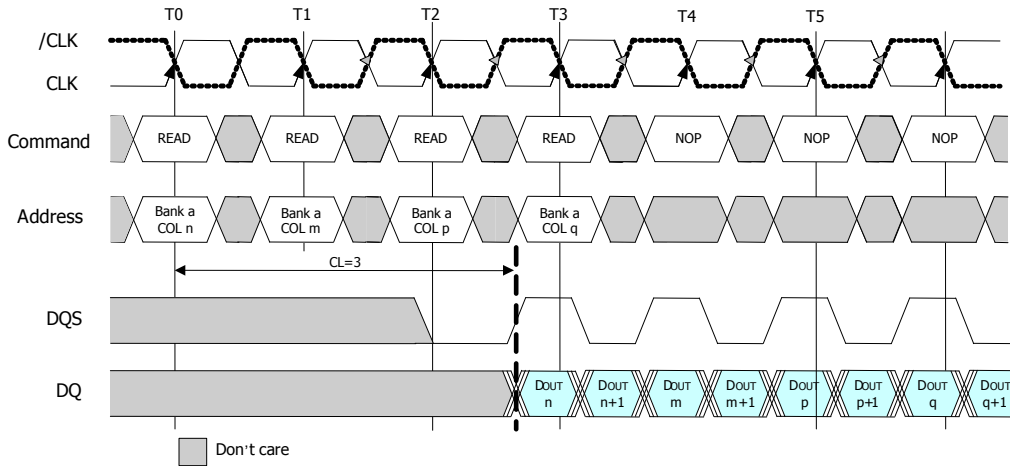 T0 T1 T2 T3 T4 T5
/CLK
CLK
Command READ READ READ READ NOP NOP NOP
Address Bank a COL n Bank a COL m Bank a COL p Bank a COL q
CL=3
DQS
DQ DOUT n DOUT n+1 DOUT m DOUT m+1 DOUT p DOUT p+1 DOUT q DOUT q+1
Don't care